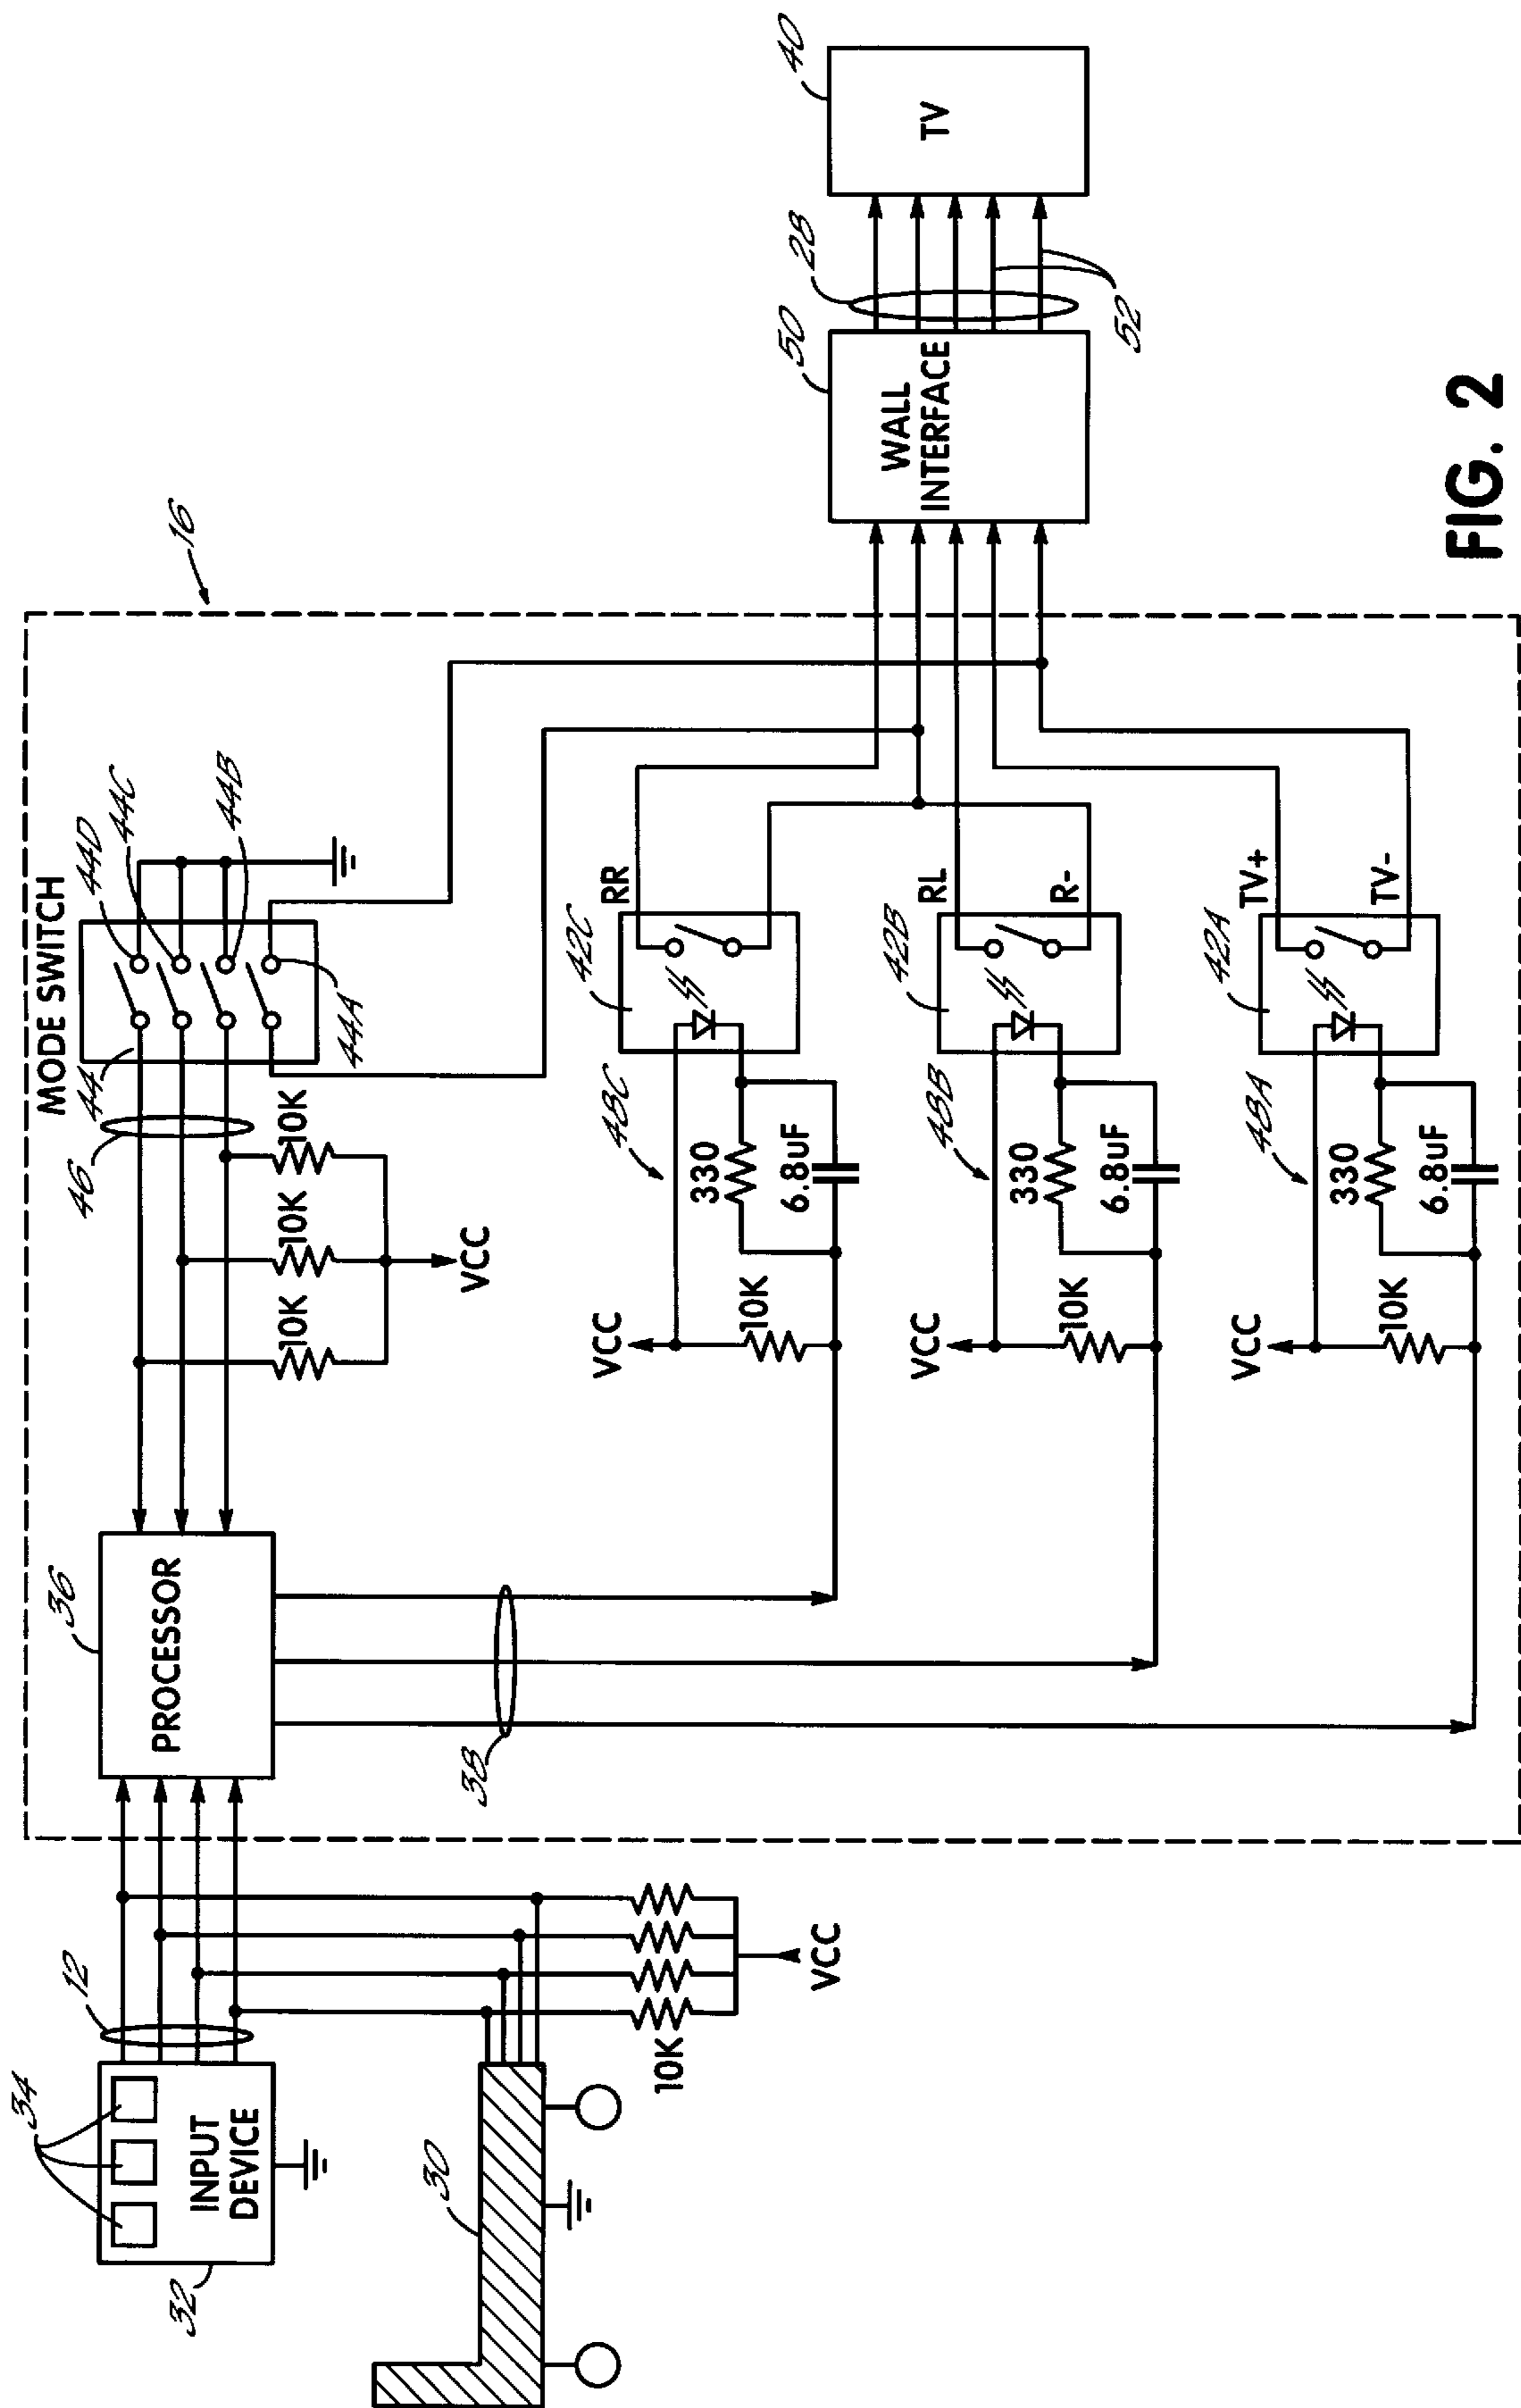 34
32
INPUT
DEVICE
12
30
10K
VCC
36
PROCESSOR
38
16
MODE SWITCH
44
44D
44C
44B
44A
46
10K
10K
10K
VCC
VCC
10K
48C
330
6.8uF
42C
RR
VCC
10K
48B
330
6.8uF
42B
RL
R-
VCC
10K
48A
330
6.8uF
42A
TV+
TV-
50
WALL
INTERFACE
28
52
40
TV
FIG. 2